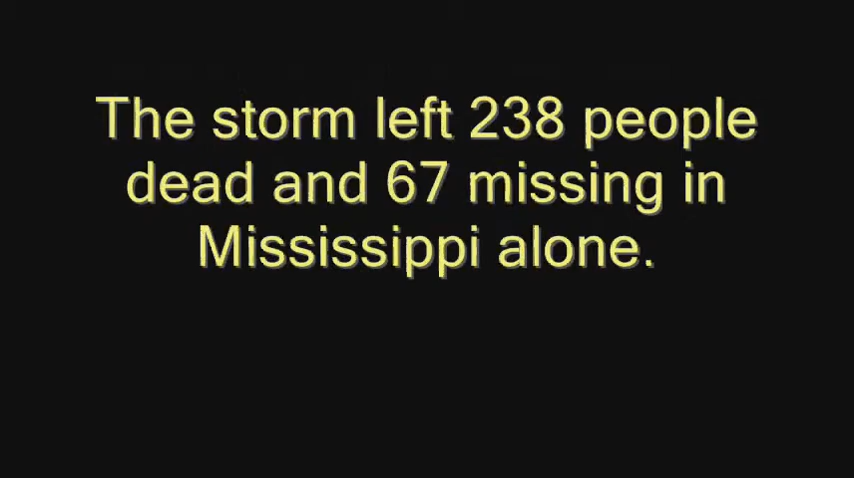 The storm left 238 people
dead and 67 missing in
Mississippi alone.